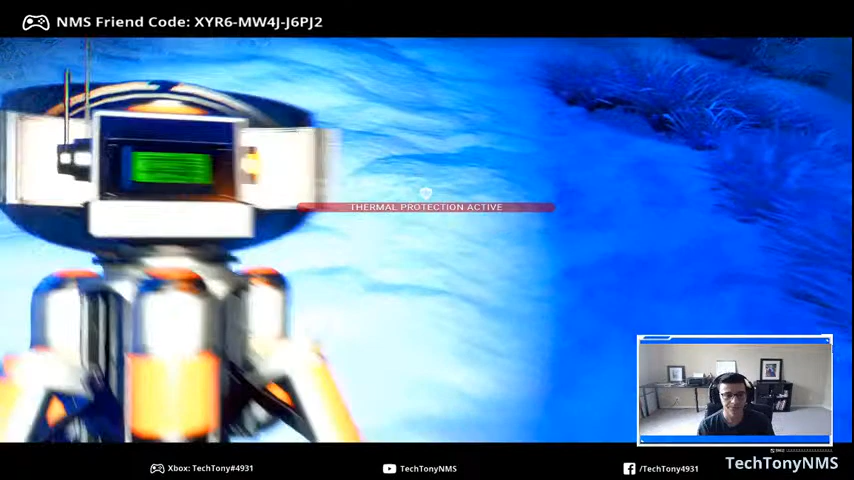 NMS Friend Code: XYR6-MW4J-J6PJ2
THERMAL PROTECTION ACTIVE
Xbox: TechTony#4931
TechTonyNMS
/TechTony4931
TechTonyNMS